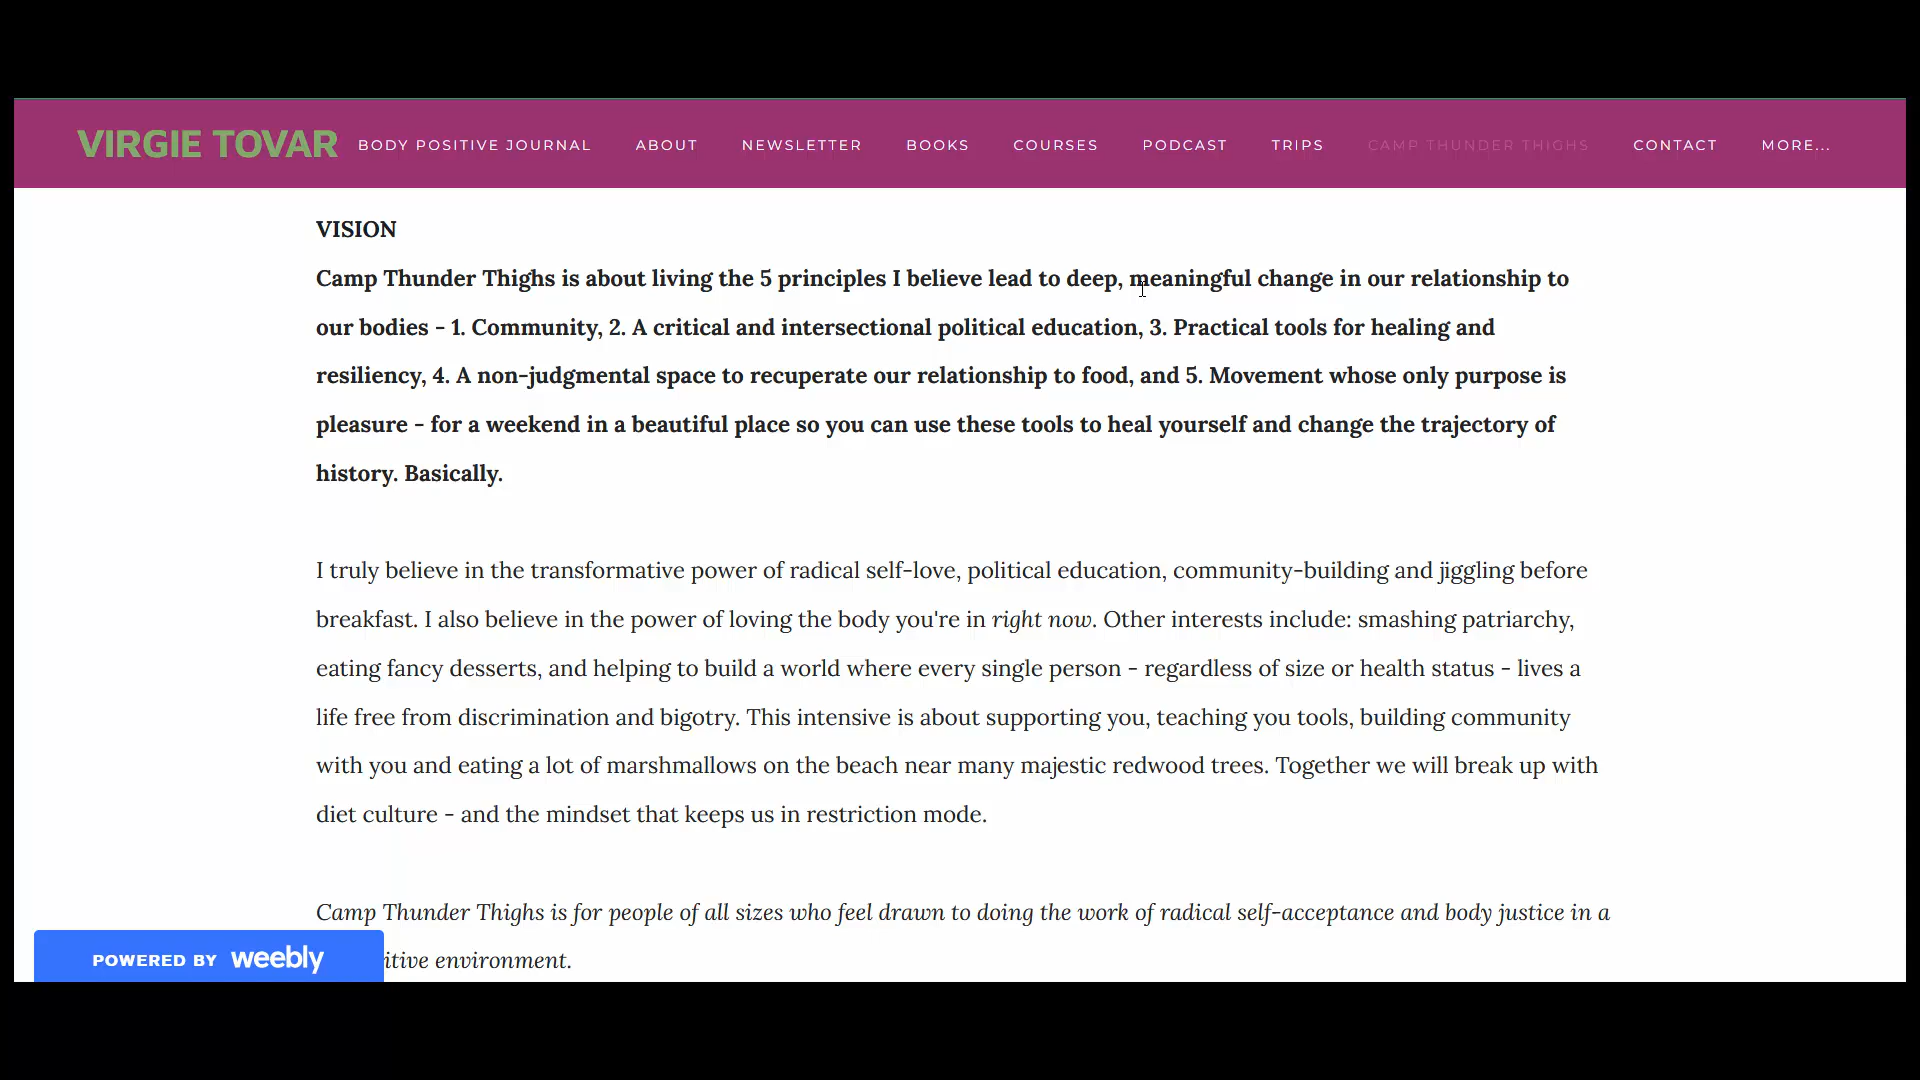 VIRGIE TOVAR
BODY POSITIVE JOURNAL
ABOUT
NEWSLETTER
BOOKS
COURSES
PODCAST
TRIPS
CAMP THUNDER THIGHS
CONTACT
MORE...
VISION
Camp Thunder Thighs is about living the 5 principles I believe lead to deep, meaningful change in our relationship to
our bodies - 1. Community, 2. A critical and intersectional political education, 3. Practical tools for healing and
resiliency, 4. A non-judgmental space to recuperate our relationship to food, and 5. Movement whose only purpose is
pleasure - for a weekend in a beautiful place so you can use these tools to heal yourself and change the trajectory of
history. Basically.
I truly believe in the transformative power of radical self-love, political education, community-building and jiggling before
breakfast. I also believe in the power of loving the body you're in right now. Other interests include: smashing patriarchy,
eating fancy desserts, and helping to build a world where every single person - regardless of size or health status - lives a
life free from discrimination and bigotry. This intensive is about supporting you, teaching you tools, building community
with you and eating a lot of marshmallows on the beach near many majestic redwood trees. Together we will break up with
diet culture - and the mindset that keeps us in restriction mode.
Camp Thunder Thighs is for people of all sizes who feel drawn to doing the work of radical self-acceptance and body justice in a
environment.
POWERED BY weebly